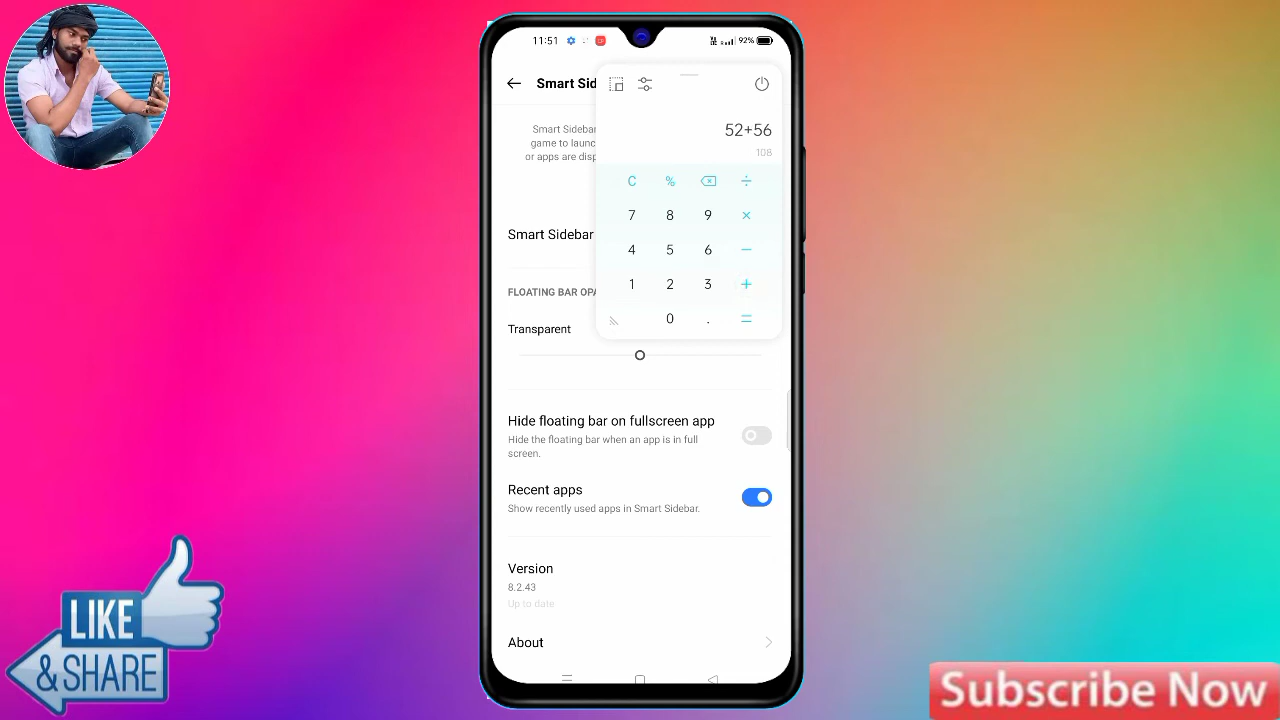 11:51
92%
Smart Sid
Smart Sidebar
game to launc
or apps are disp
52+56
108
C % ÷
7 8 9 ×
4 5 6 −
1 2 3 +
0 . =
Smart Sidebar
FLOATING BAR OPA
Transparent
Hide floating bar on fullscreen app
Hide the floating bar when an app is in full
screen.
Recent apps
Show recently used apps in Smart Sidebar.
Version
8.2.43
Up to date
About
LIKE
& SHARE
Subscribe Now